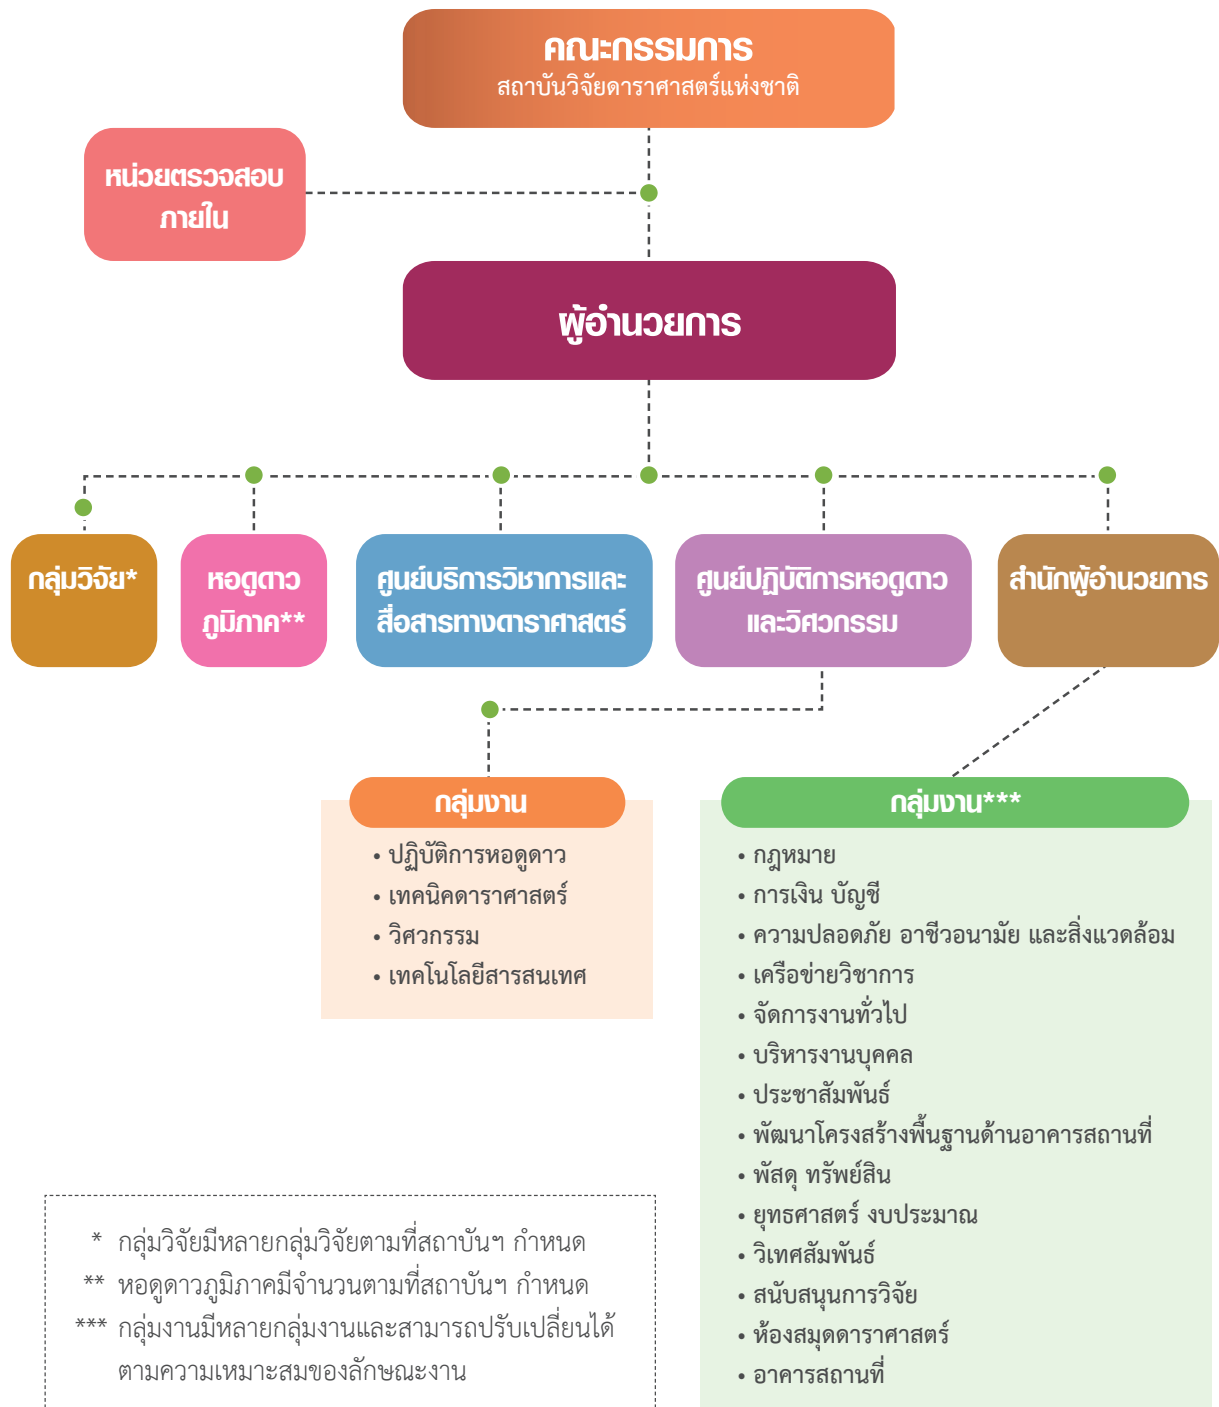 คณะกรรมการ
สถาบันวิจัยดาราศาสตร์แห่งชาติ
หน่วยตรวจสอบ
ภายใน
ผู้อำนวยการ
กลุ่มวิจัย*
หอดูดาว
ภูมิภาค**
ศูนย์บริการวิชาการและ
สื่อสารทางดาราศาสตร์
ศูนย์ปฏิบัติการหอดูดาว
และวิศวกรรม
สำนักผู้อำนวยการ
กลุ่มงาน
• ปฏิบัติการหอดูดาว
• เทคนิคดาราศาสตร์
• วิศวกรรม
• เทคโนโลยีสารสนเทศ
กลุ่มงาน***
• กฎหมาย
• การเงิน บัญชี
• ความปลอดภัย อาชีวอนามัย และสิ่งแวดล้อม
• เครือข่ายวิชาการ
• จัดการงานทั่วไป
• บริหารงานบุคคล
• ประชาสัมพันธ์
• พัฒนาโครงสร้างพื้นฐานด้านอาคารสถานที่
• พัสดุ ทรัพย์สิน
• ยุทธศาสตร์ งบประมาณ
• วิเทศสัมพันธ์
• สนับสนุนการวิจัย
• ห้องสมุดดาราศาสตร์
• อาคารสถานที่
* กลุ่มวิจัยมีหลายกลุ่มวิจัยตามที่สถาบันฯ กำหนด
** หอดูดาวภูมิภาคมีจำนวนตามที่สถาบันฯ กำหนด
*** กลุ่มงานมีหลายกลุ่มงานและสามารถปรับเปลี่ยนได้
ตามความเหมาะสมของลักษณะงาน